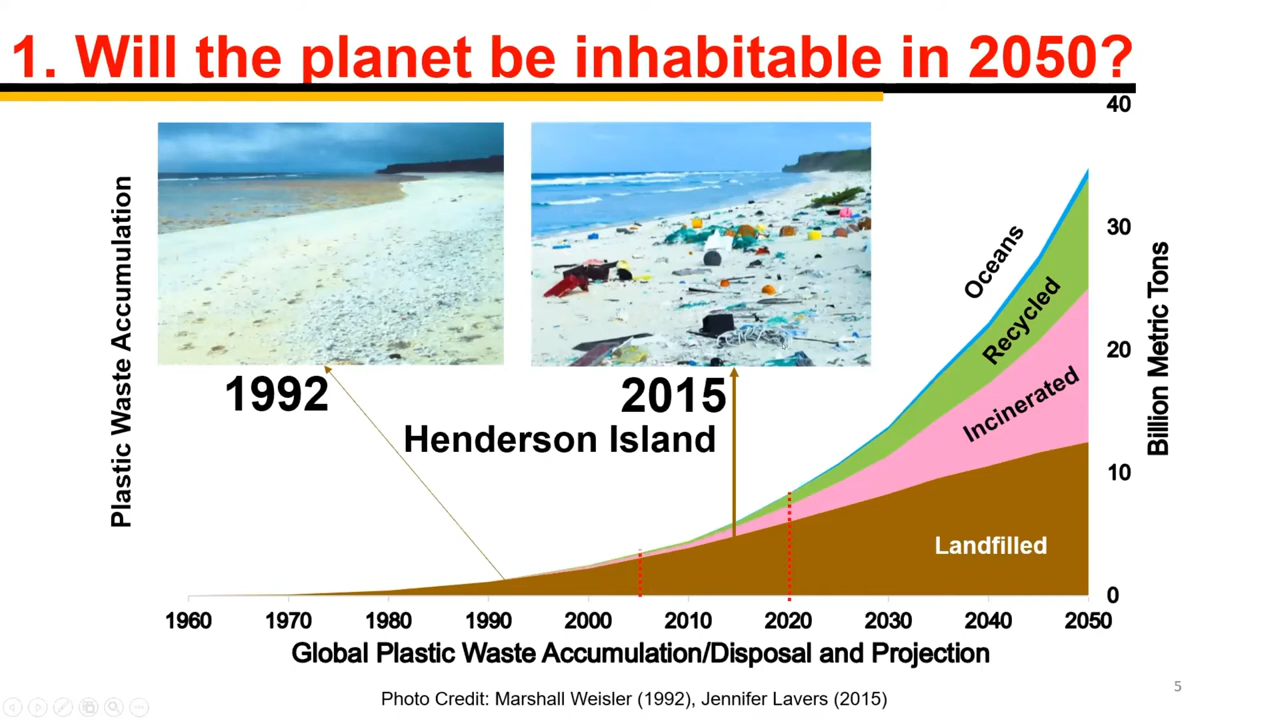 1. Will the planet be inhabitable in 2050?
40
Plastic Waste Accumulation
Oceans
30
Billion Metric Tons
Recycled
20
1992
2015
Incinerated
Henderson Island
10
Landfilled
0
1960 1970 1980 1990 2000 2010 2020 2030 2040 2050
Global Plastic Waste Accumulation/Disposal and Projection
Photo Credit: Marshall Weisler (1992), Jennifer Lavers (2015)
5